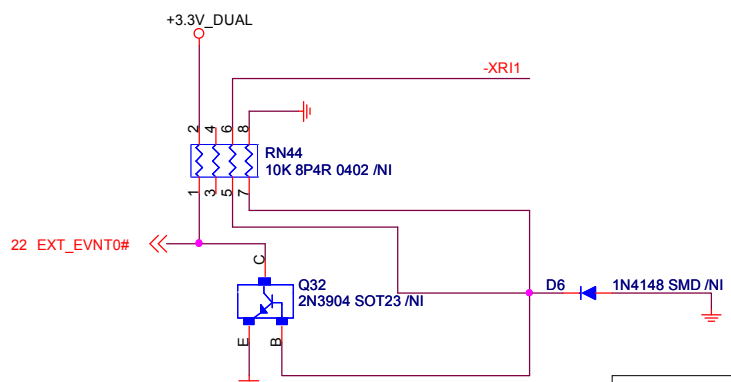 +3.3V_DUAL
-XRI1
2 4 6 8
RN44
10K 8P4R 0402 /NI
1 3 5 7
22 EXT_EVNT0#
C
Q32
2N3904 SOT23 /NI
D6 1N4148 SMD /NI
E B